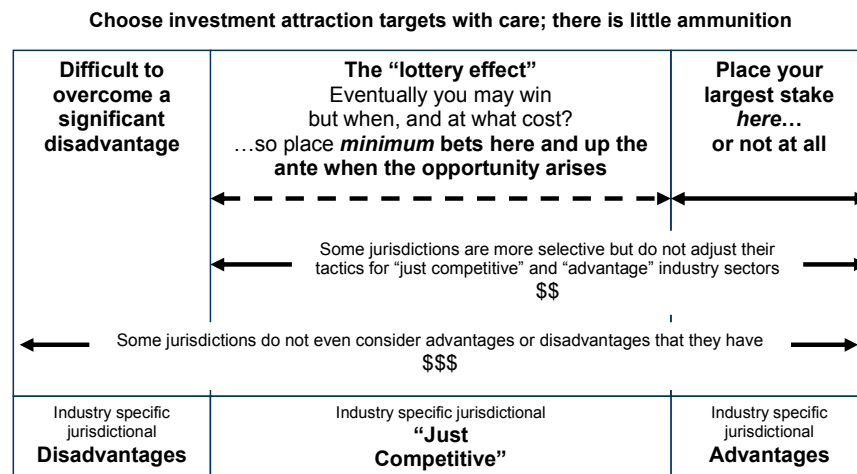 Choose investment attraction targets with care; there is little ammunition
Difficult to
overcome a
significant
disadvantage
The “lottery effect”
Eventually you may win
but when, and at what cost?
…so place minimum bets here and up the
ante when the opportunity arises
Place your
largest stake
here…
or not at all
Some jurisdictions are more selective but do not adjust their
tactics for “just competitive” and “advantage” industry sectors
$$
Some jurisdictions do not even consider advantages or disadvantages that they have
$$$
Industry specific
jurisdictional
Disadvantages
Industry specific jurisdictional
“Just
Competitive”
Industry specific
jurisdictional
Advantages